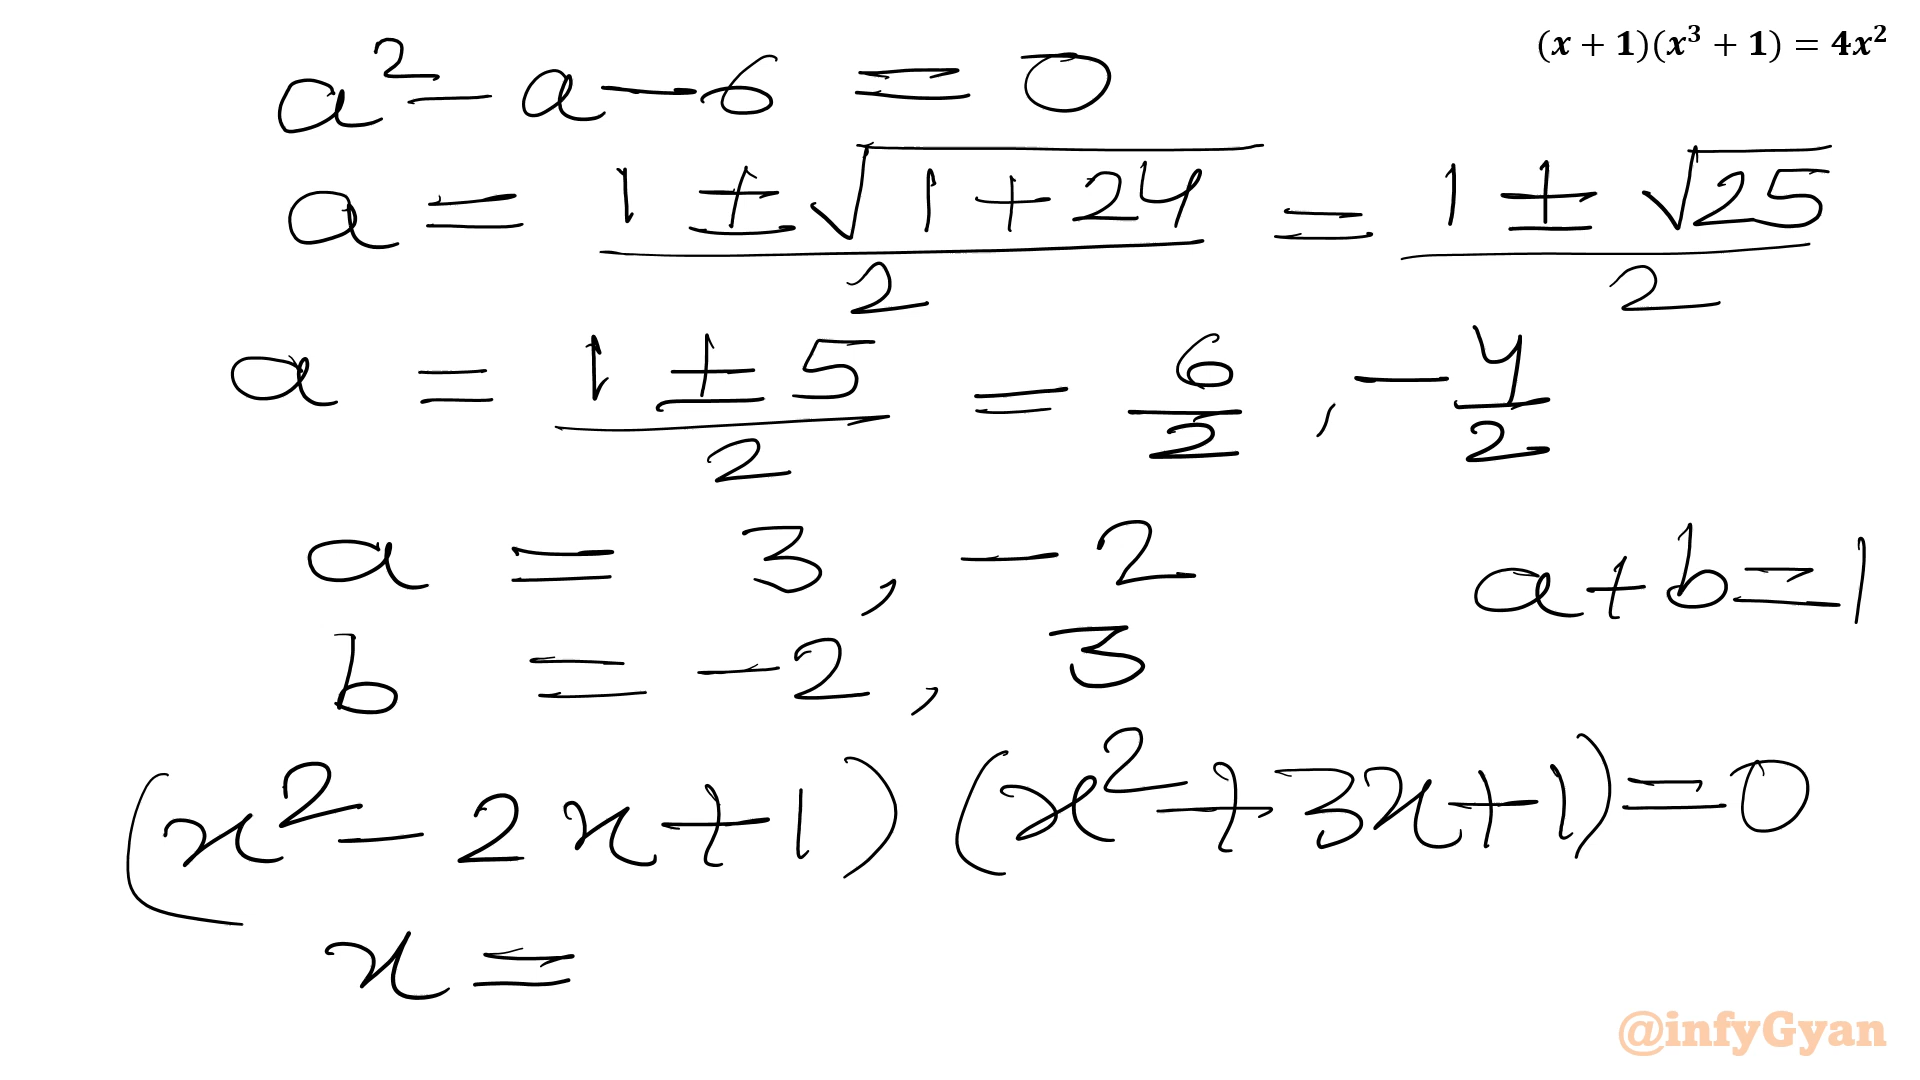 (x + 1)(x³ + 1) = 4x²
a² - a - 6 = 0
a = (1 ± √(1 + 24))/2 = (1 ± √25)/2
a = (1 ± 5)/2 = 6/2 , -4/2
a = 3 , -2 a + b = 1
b = -2 , 3
(x² - 2x + 1) (x² + 3x + 1) = 0
x =
@infyGyan